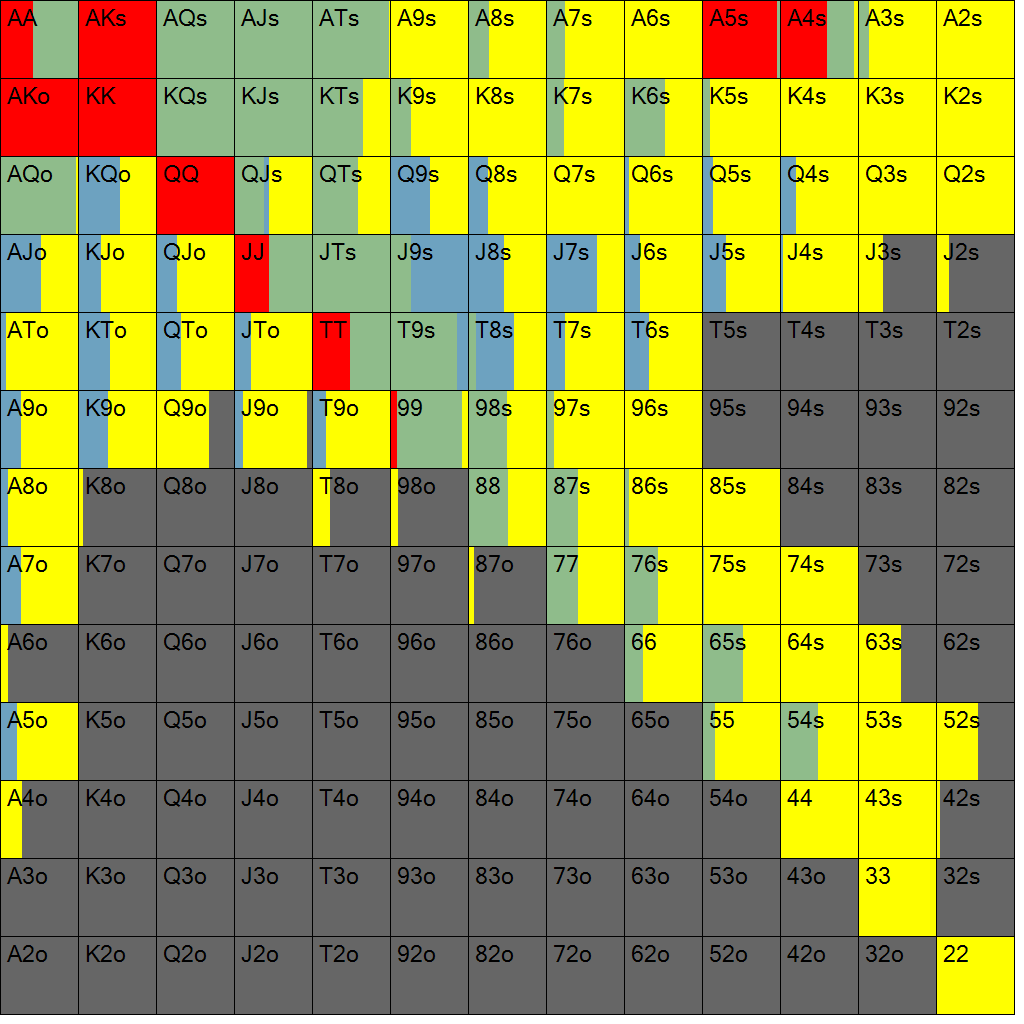 AA AKs AQs AJs ATs A9s A8s A7s A6s A5s A4s A3s A2s
AKo KK KQs KJs KTs K9s K8s K7s K6s K5s K4s K3s K2s
AQo KQo QQ QJs QTs Q9s Q8s Q7s Q6s Q5s Q4s Q3s Q2s
AJo KJo QJo JJ JTs J9s J8s J7s J6s J5s J4s J3s J2s
ATo KTo QTo JTo TT T9s T8s T7s T6s T5s T4s T3s T2s
A9o K9o Q9o J9o T9o 99 98s 97s 96s 95s 94s 93s 92s
A8o K8o Q8o J8o T8o 98o 88 87s 86s 85s 84s 83s 82s
A7o K7o Q7o J7o T7o 97o 87o 77 76s 75s 74s 73s 72s
A6o K6o Q6o J6o T6o 96o 86o 76o 66 65s 64s 63s 62s
A5o K5o Q5o J5o T5o 95o 85o 75o 65o 55 54s 53s 52s
A4o K4o Q4o J4o T4o 94o 84o 74o 64o 54o 44 43s 42s
A3o K3o Q3o J3o T3o 93o 83o 73o 63o 53o 43o 33 32s
A2o K2o Q2o J2o T2o 92o 82o 72o 62o 52o 42o 32o 22